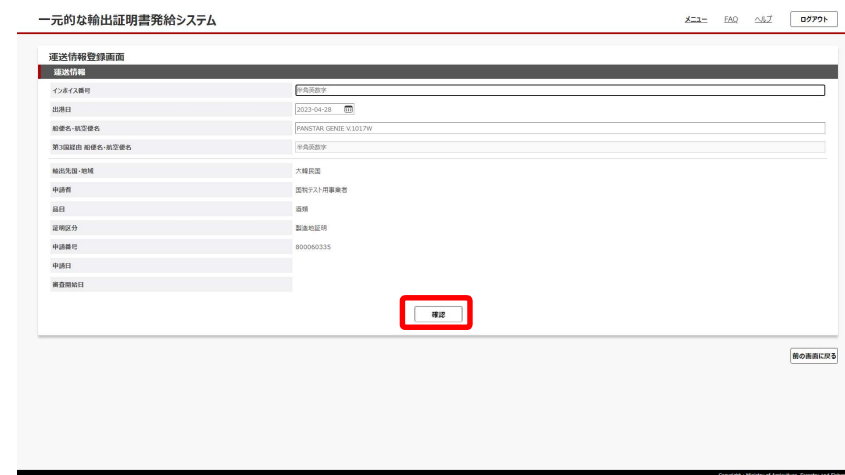 一元的な輸出証明書発給システム
メニュー FAQ ヘルプ ログアウト
運送情報登録画面
運送情報
インボイス番号 半角英数字
出港日 2023-04-28
船便名・航空便名 PANSTAR GENIE V.1017W
第3国経由 船便名・航空便名 半角英数字
輸出先国・地域 大韓民国
申請者 国税テスト用事業者
品目 酒類
証明区分 製造地証明
申請番号 800060335
申請日
審査開始日
確認
前の画面に戻る